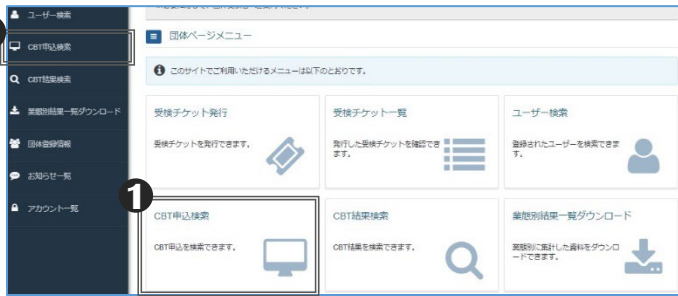 ユーザー検索
CBT申込検索
CBT結果検索
業態別結果一覧ダウンロード
団体登録情報
お知らせ一覧
アカウント一覧
団体ページメニュー
このサイトでご利用いただけるメニューは以下のとおりです。
受検チケット発行
受検チケットを発行できます。
受検チケット一覧
発行した受検チケットを確認でき
ます。
ユーザー検索
登録されたユーザーを検索できま
す。
1
CBT申込検索
CBT申込を検索できます。
CBT結果検索
CBT結果を検索できます。
業態別結果一覧ダウンロード
業態別に集計した資料をダウンロ
ードできます。